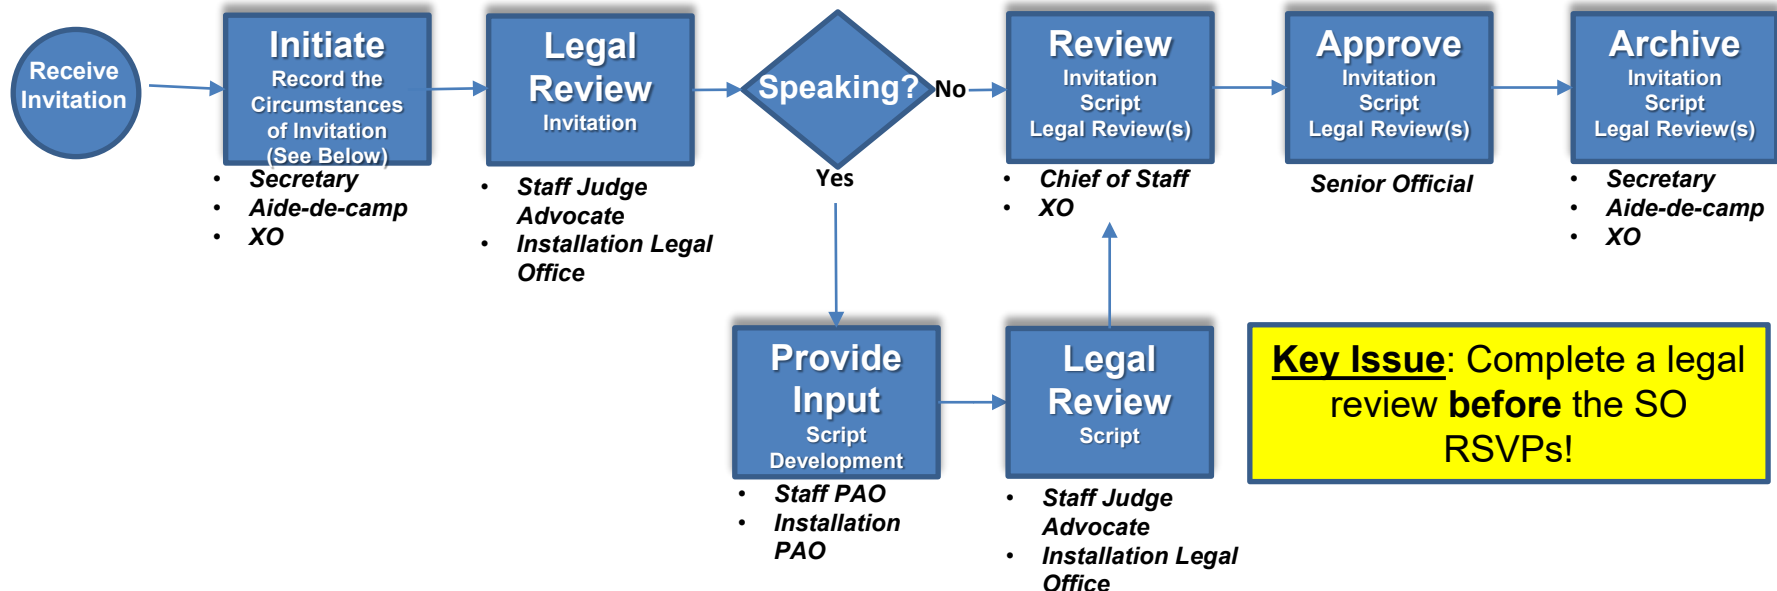 Receive
Invitation
Initiate
Record the
Circumstances
of Invitation
(See Below)
• Secretary
• Aide-de-camp
• XO
Legal
Review
Invitation
• Staff Judge
Advocate
• Installation Legal
Office
Speaking?
No
Yes
Review
Invitation
Script
Legal Review(s)
• Chief of Staff
• XO
Approve
Invitation
Script
Legal Review(s)
Senior Official
Archive
Invitation
Script
Legal Review(s)
• Secretary
• Aide-de-camp
• XO
Provide
Input
Script
Development
• Staff PAO
• Installation
PAO
Legal
Review
Script
• Staff Judge
Advocate
• Installation Legal
Office
Key Issue: Complete a legal
review before the SO
RSVPs!